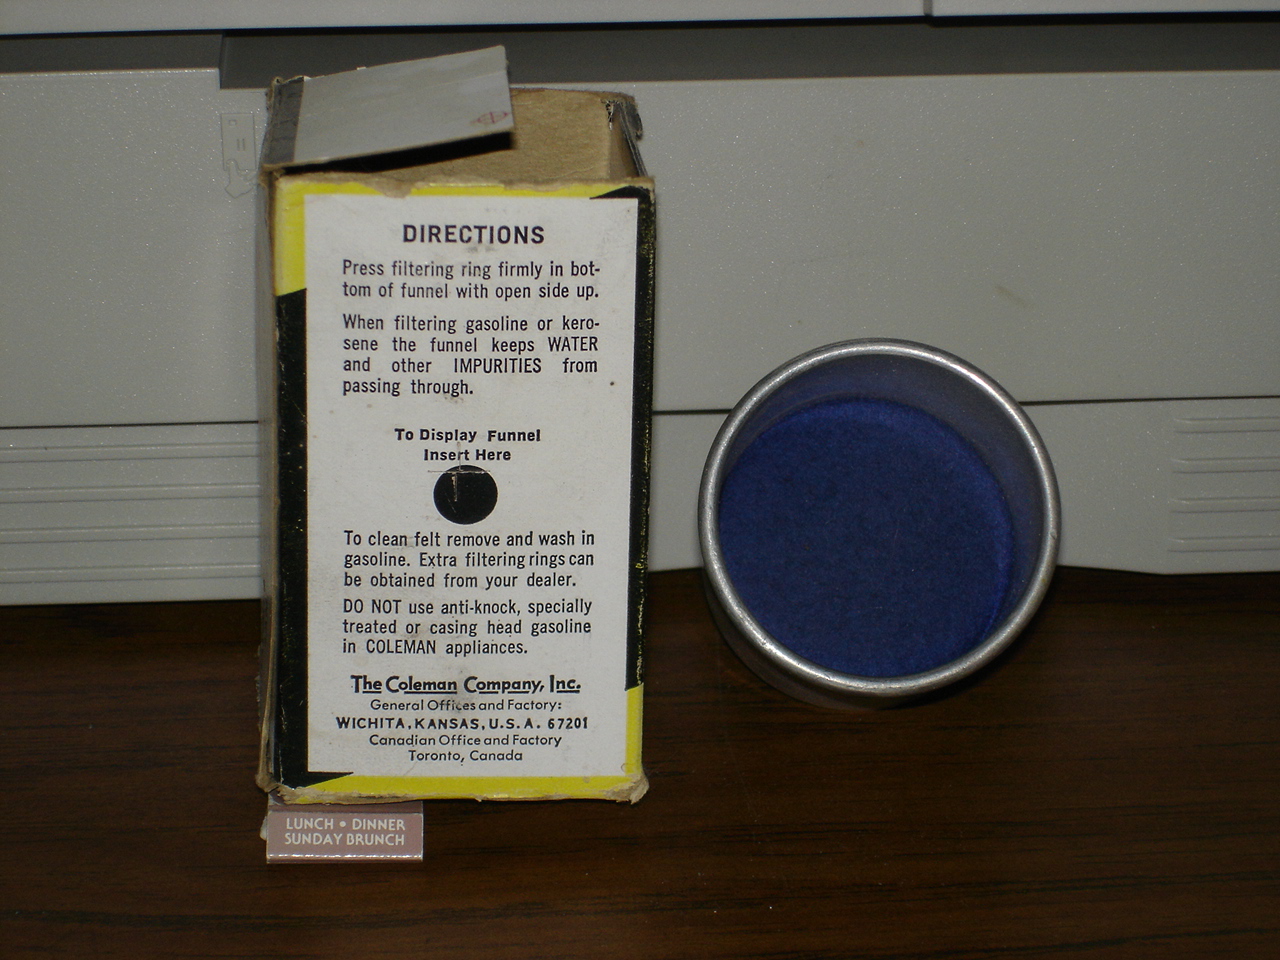 DIRECTIONS
Press filtering ring firmly in bot-
tom of funnel with open side up.
When filtering gasoline or kero-
sene the funnel keeps WATER
and other IMPURITIES from
passing through.
To Display Funnel
Insert Here
To clean felt remove and wash in
gasoline. Extra filtering rings can
be obtained from your dealer.
DO NOT use anti-knock, specially
treated or casing head gasoline
in COLEMAN appliances.
The Coleman Company, Inc.
General Offices and Factory:
WICHITA, KANSAS, U.S.A. 67201
Canadian Office and Factory
Toronto, Canada
LUNCH • DINNER
SUNDAY BRUNCH